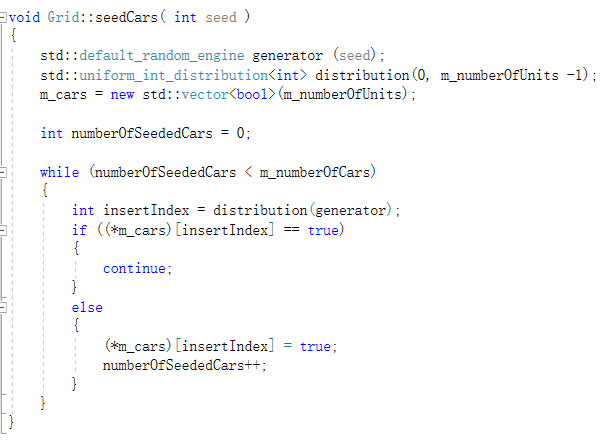 void Grid::seedCars( int seed )
{
    std::default_random_engine generator (seed);
    std::uniform_int_distribution<int> distribution(0, m_numberOfUnits -1);
    m_cars = new std::vector<bool>(m_numberOfUnits);

    int numberOfSeededCars = 0;

    while (numberOfSeededCars < m_numberOfCars)
    {
        int insertIndex = distribution(generator);
        if ((*m_cars)[insertIndex] == true)
        {
            continue;
        }
        else
        {
            (*m_cars)[insertIndex] = true;
            numberOfSeededCars++;
        }
    }
}